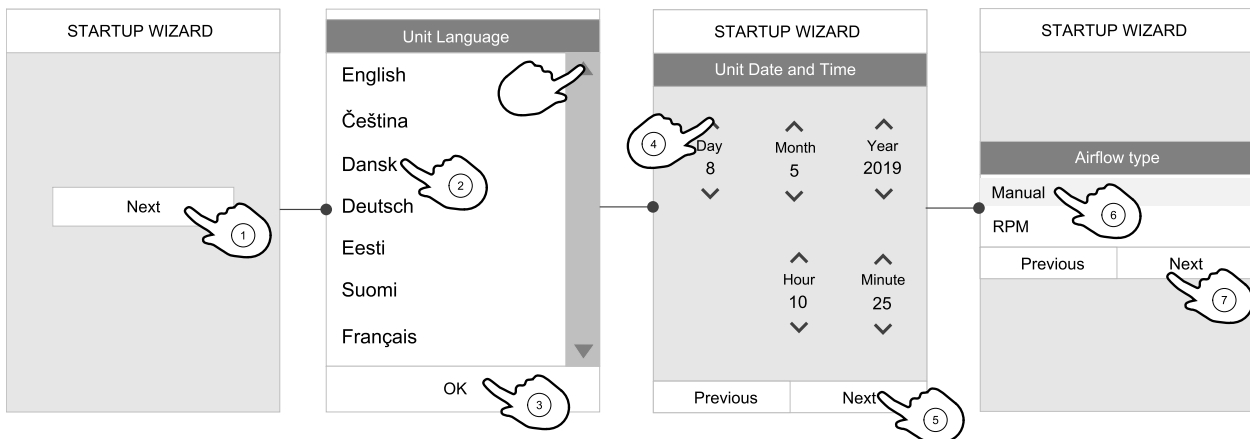 STARTUP WIZARD
Next
1
Unit Language
English
Čeština
Dansk
2
Deutsch
Eesti
Suomi
Français
OK
3
STARTUP WIZARD
Unit Date and Time
4
Day Month Year
8 5 2019
Hour Minute
10 25
Previous Next
5
STARTUP WIZARD
Airflow type
Manual
6
RPM
Previous Next
7